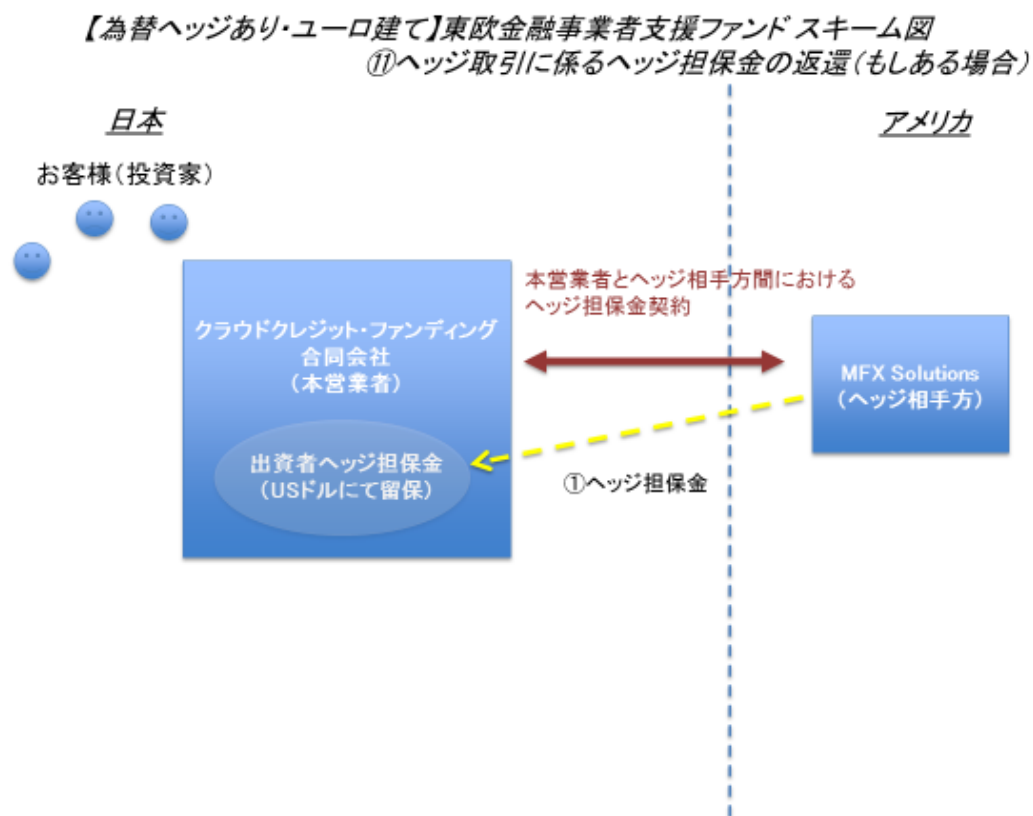 【為替ヘッジあり・ユーロ建て】東欧金融事業者支援ファンド スキーム図
⑪ヘッジ取引に係るヘッジ担保金の返還(もしある場合)
日本
アメリカ
お客様(投資家)
本営業者とヘッジ相手方間における
ヘッジ担保金契約
クラウドクレジット・ファンディング
合同会社
(本営業者)
MFX Solutions
(ヘッジ相手方)
出資者ヘッジ担保金
(USドルにて留保)
①ヘッジ担保金